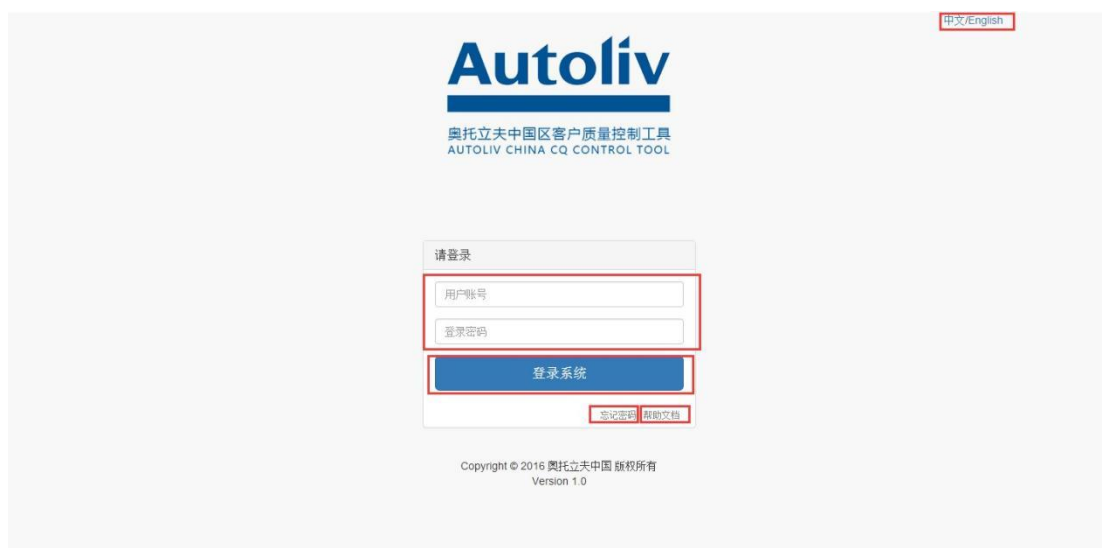 中文/English
Autoliv
奥托立夫中国区客户质量控制工具
AUTOLIV CHINA CQ CONTROL TOOL
请登录
用户账号
登录密码
登录系统
忘记密码 帮助文档
Copyright © 2016 奥托立夫中国 版权所有
Version 1.0